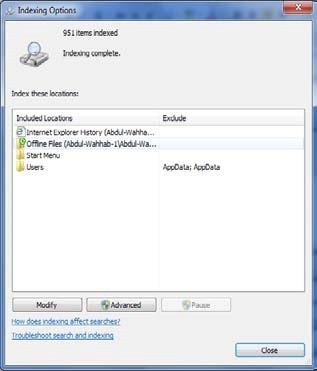 Indexing Options
951 items indexed
Indexing complete.
Index these locations:
Included Locations Exclude
Internet Explorer History (Abdul-Wahha...
Offline Files (Abdul-Wahhab-1\Abdul-Wa...
Start Menu
Users AppData; AppData
Modify Advanced Pause
How does indexing affect searches?
Troubleshoot search and indexing
Close